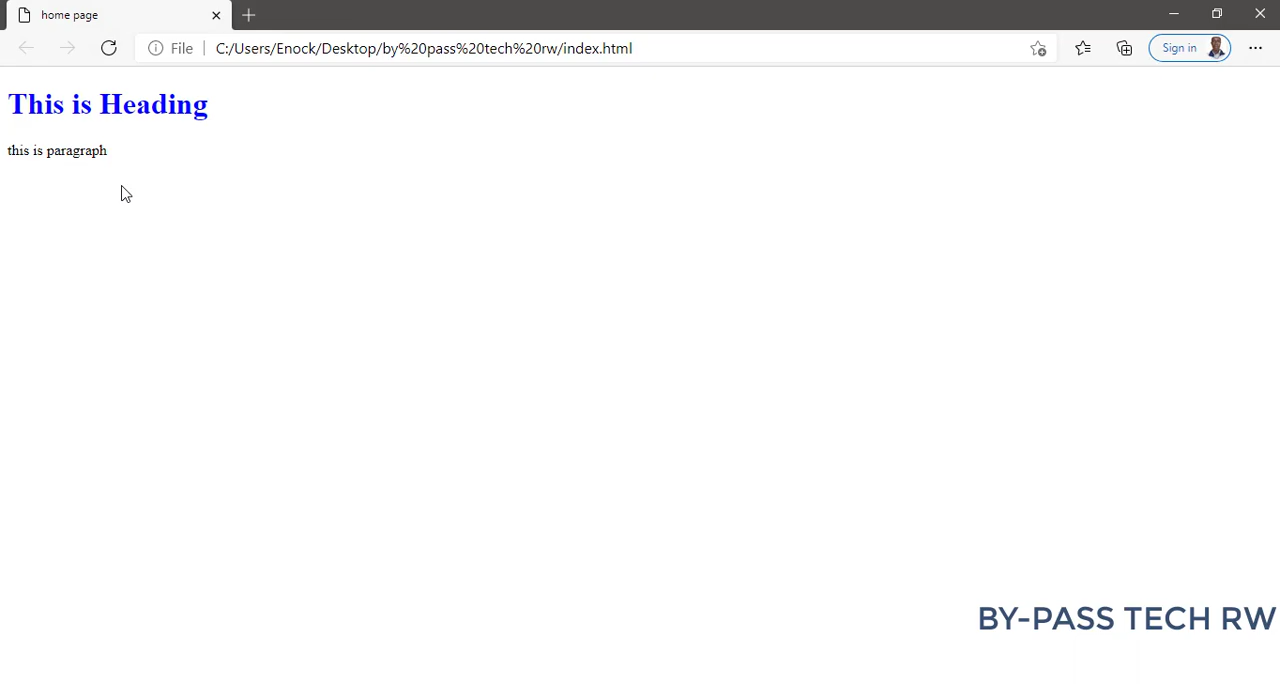 home page
File
C:/Users/Enock/Desktop/by%20pass%20tech%20rw/index.html
Sign in
This is Heading
this is paragraph
BY-PASS TECH RW